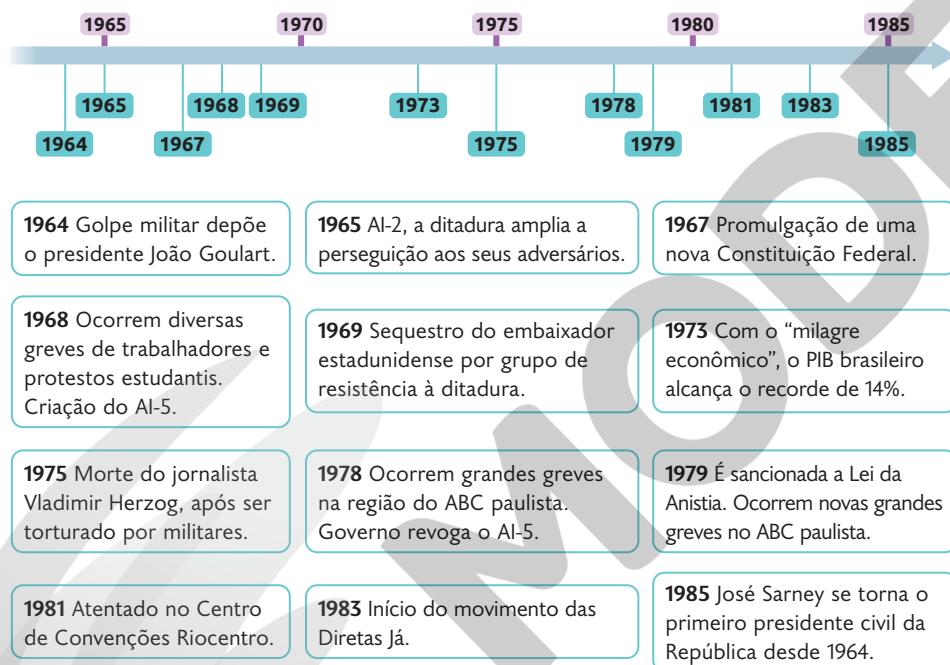 1965 1970 1975 1980 1985
1965 1968 1969 1973 1978 1981 1983
1964 1967 1975 1979 1985
1964 Golpe militar depõe
o presidente João Goulart.
1965 AI-2, a ditadura amplia a
perseguição aos seus adversários.
1967 Promulgação de uma
nova Constituição Federal.
1968 Ocorrem diversas
greves de trabalhadores e
protestos estudantis.
Criação do AI-5.
1969 Sequestro do embaixador
estadunidense por grupo de
resistência à ditadura.
1973 Com o “milagre
econômico”, o PIB brasileiro
alcança o recorde de 14%.
1975 Morte do jornalista
Vladimir Herzog, após ser
torturado por militares.
1978 Ocorrem grandes greves
na região do ABC paulista.
Governo revoga o AI-5.
1979 É sancionada a Lei da
Anistia. Ocorrem novas grandes
greves no ABC paulista.
1981 Atentado no Centro
de Convenções Riocentro.
1983 Início do movimento das
Diretas Já.
1985 José Sarney se torna o
primeiro presidente civil da
República desde 1964.
MODE